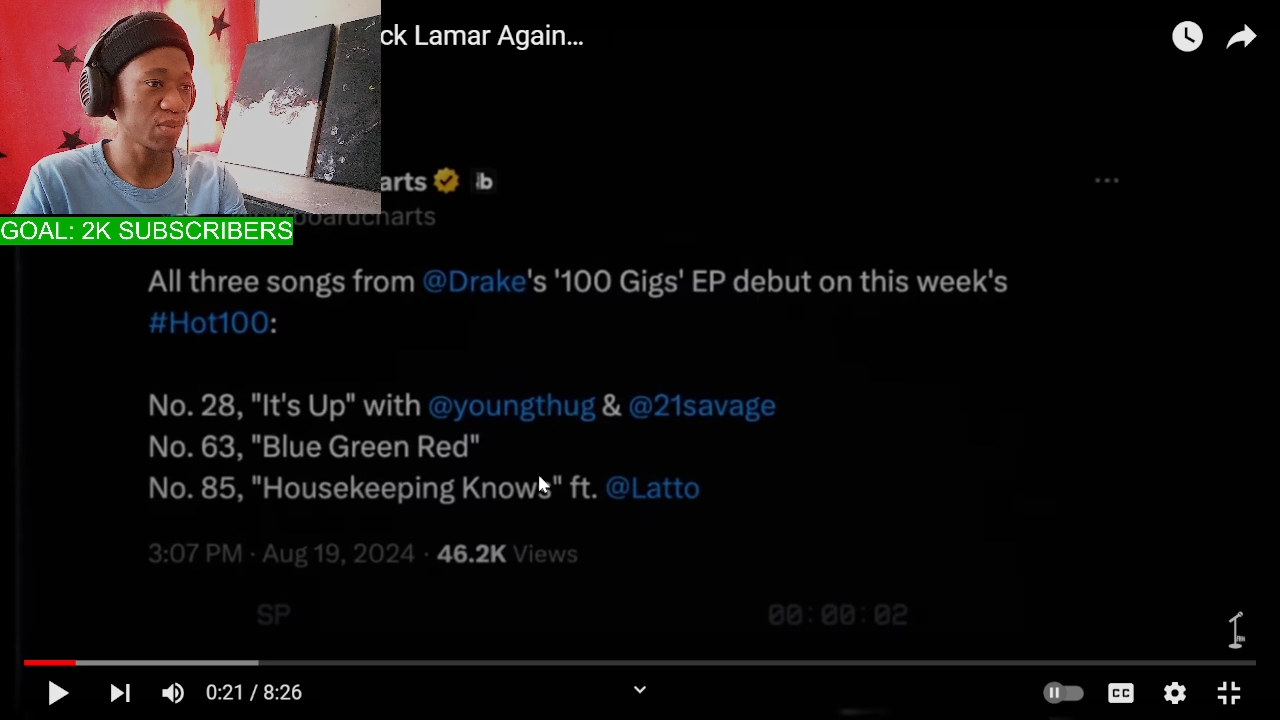 ck Lamar Again...
arts
boardcharts
GOAL: 2K SUBSCRIBERS
All three songs from @Drake's '100 Gigs' EP debut on this week's
#Hot100:
No. 28, "It's Up" with @youngthug & @21savage
No. 63, "Blue Green Red"
No. 85, "Housekeeping Knows" ft. @Latto
3:07 PM · Aug 19, 2024 · 46.2K Views
SP 00:00:02
0:21 / 8:26
CC